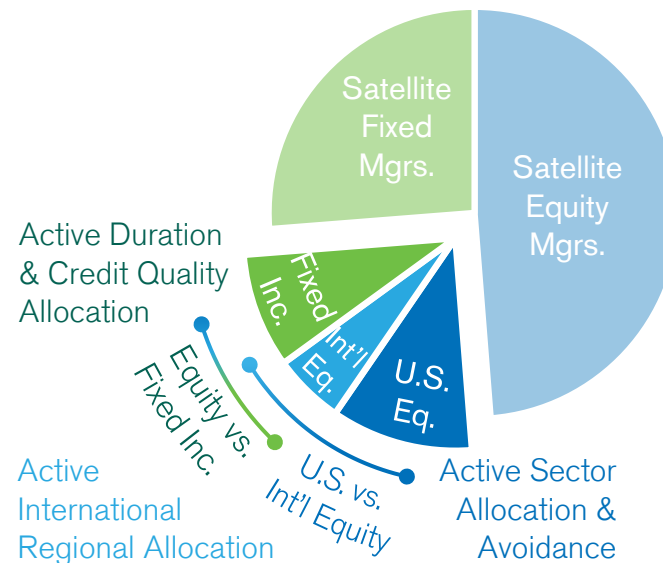 Satellite
Fixed
Mgrs.
Satellite
Equity
Mgrs.
Active Duration
& Credit Quality
Allocation
Fixed
Inc.
Int'l
Eq.
U.S.
Eq.
Equity vs.
Fixed Inc.
U.S. vs.
Int'l Equity
Active
International
Regional Allocation
Active Sector
Allocation &
Avoidance